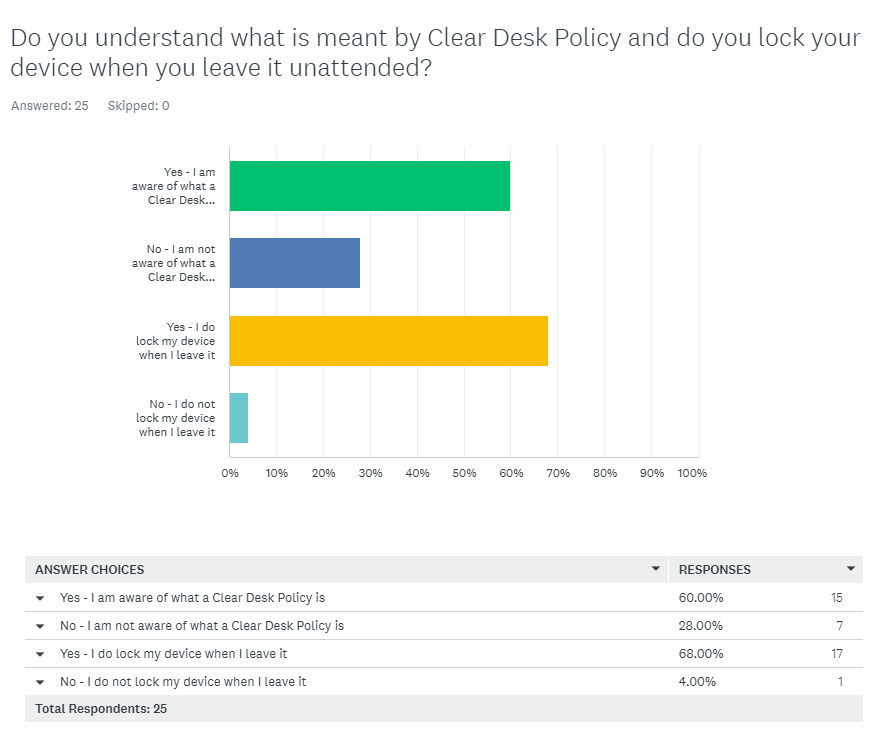 Do you understand what is meant by Clear Desk Policy and do you lock your
device when you leave it unattended?
Answered: 25 Skipped: 0
Yes - I am
aware of what a
Clear Desk...
No - I am not
aware of what a
Clear Desk...
Yes - I do
lock my device
when I leave it
No - I do not
lock my device
when I leave it
0% 10% 20% 30% 40% 50% 60% 70% 80% 90% 100%
ANSWER CHOICES RESPONSES
Yes - I am aware of what a Clear Desk Policy is 60.00% 15
No - I am not aware of what a Clear Desk Policy is 28.00% 7
Yes - I do lock my device when I leave it 68.00% 17
No - I do not lock my device when I leave it 4.00% 1
Total Respondents: 25